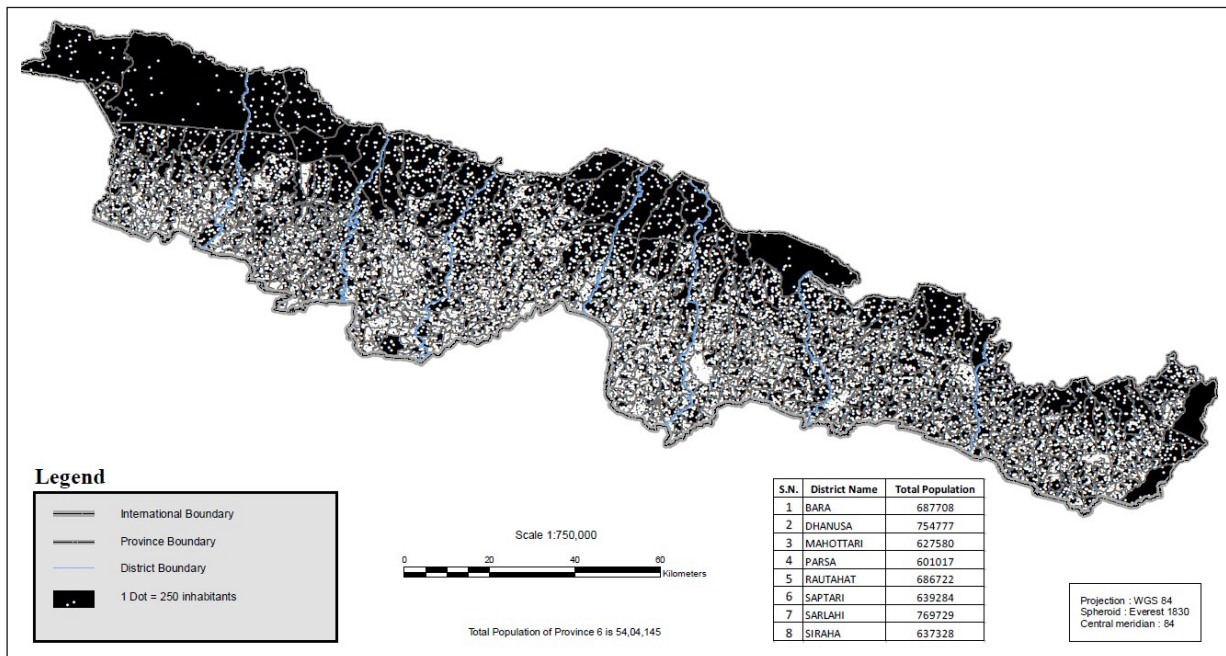 Legend
International Boundary
Province Boundary
District Boundary
1 Dot = 250 inhabitants
Scale 1:750,000
0 20 40 60
Kilometers
Total Population of Province 6 is 54,04,145
S.N. District Name Total Population
1 BARA 687708
2 DHANUSA 754777
3 MAHOTTARI 627580
4 PARSA 601017
5 RAUTAHAT 686722
6 SAPTARI 639284
7 SARLAHI 769729
8 SIRAHA 637328
Projection : WGS 84
Spheroid : Everest 1830
Central meridian : 84